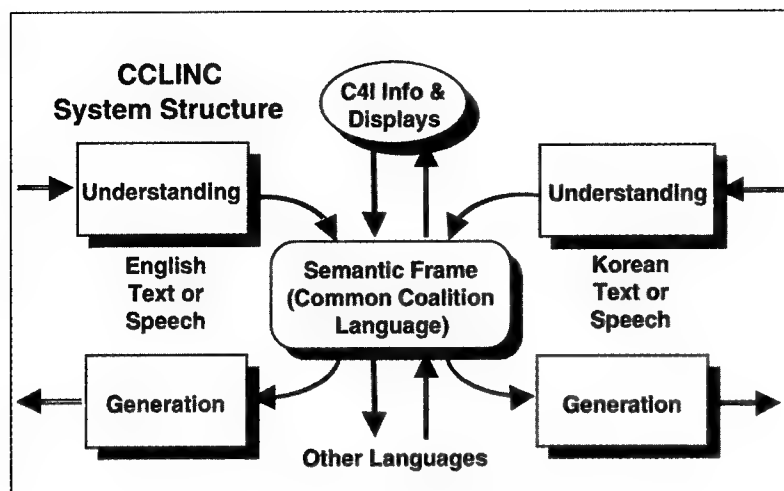 CCLINC
System Structure
C4I Info &
Displays
Understanding
Understanding
English
Text or
Speech
Semantic Frame
(Common Coalition
Language)
Korean
Text or
Speech
Generation
Generation
Other Languages